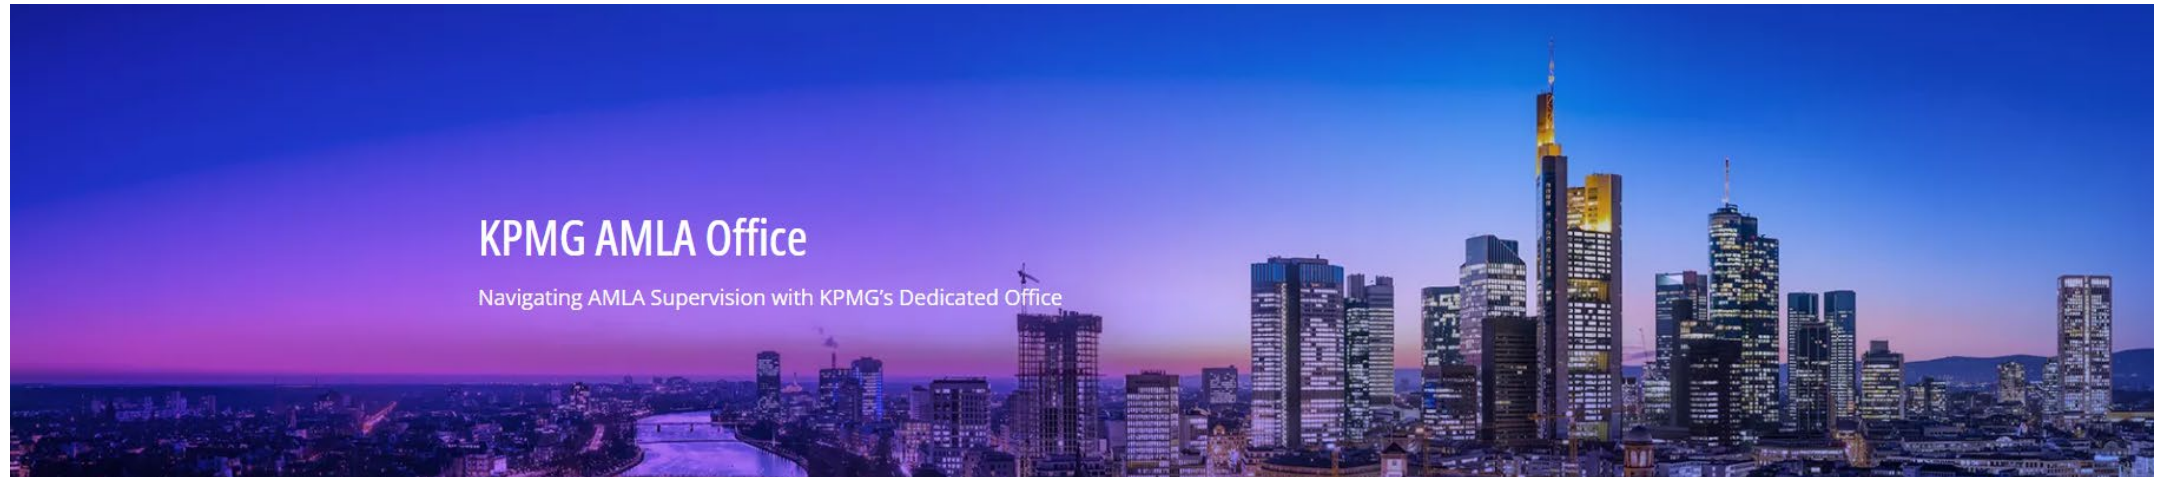 KPMG AMLA Office
Navigating AMLA Supervision with KPMG's Dedicated Office